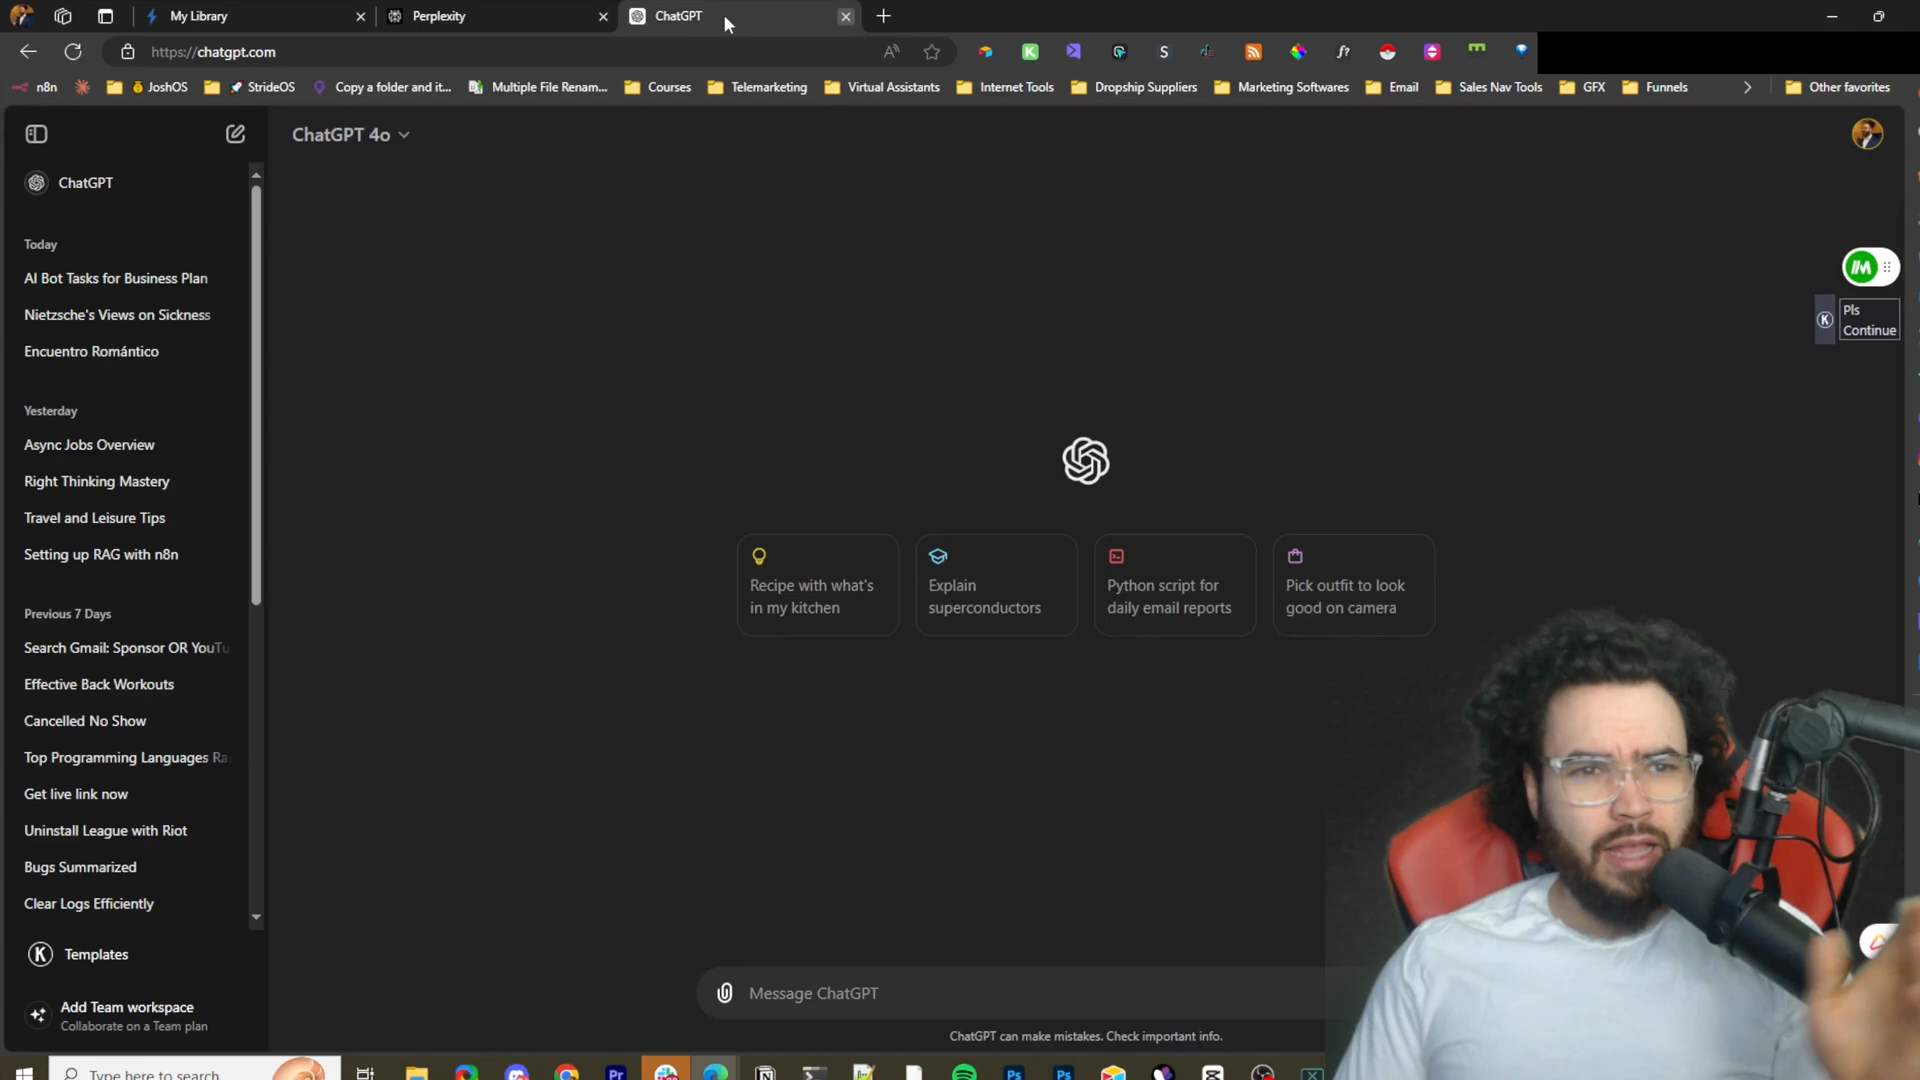 My Library
Perplexity
ChatGPT
https://chatgpt.com
n8n
JoshOS
StrideOS
Copy a folder and it...
Multiple File Renam...
Courses
Telemarketing
Virtual Assistants
Internet Tools
Dropship Suppliers
Marketing Softwares
Email
Sales Nav Tools
GFX
Funnels
Other favorites
ChatGPT 4o
ChatGPT
Today
AI Bot Tasks for Business Plan
Nietzsche's Views on Sickness
Encuentro Romántico
Yesterday
Async Jobs Overview
Right Thinking Mastery
Travel and Leisure Tips
Setting up RAG with n8n
Previous 7 Days
Search Gmail: Sponsor OR YouTu
Effective Back Workouts
Cancelled No Show
Top Programming Languages Ra
Get live link now
Uninstall League with Riot
Bugs Summarized
Clear Logs Efficiently
K Templates
Add Team workspace
Collaborate on a Team plan
Pls
K Continue
Recipe with what's
in my kitchen
Explain
superconductors
Python script for
daily email reports
Pick outfit to look
good on camera
Message ChatGPT
ChatGPT can make mistakes. Check important info.
Type here to search
Pr
Ps
Ps